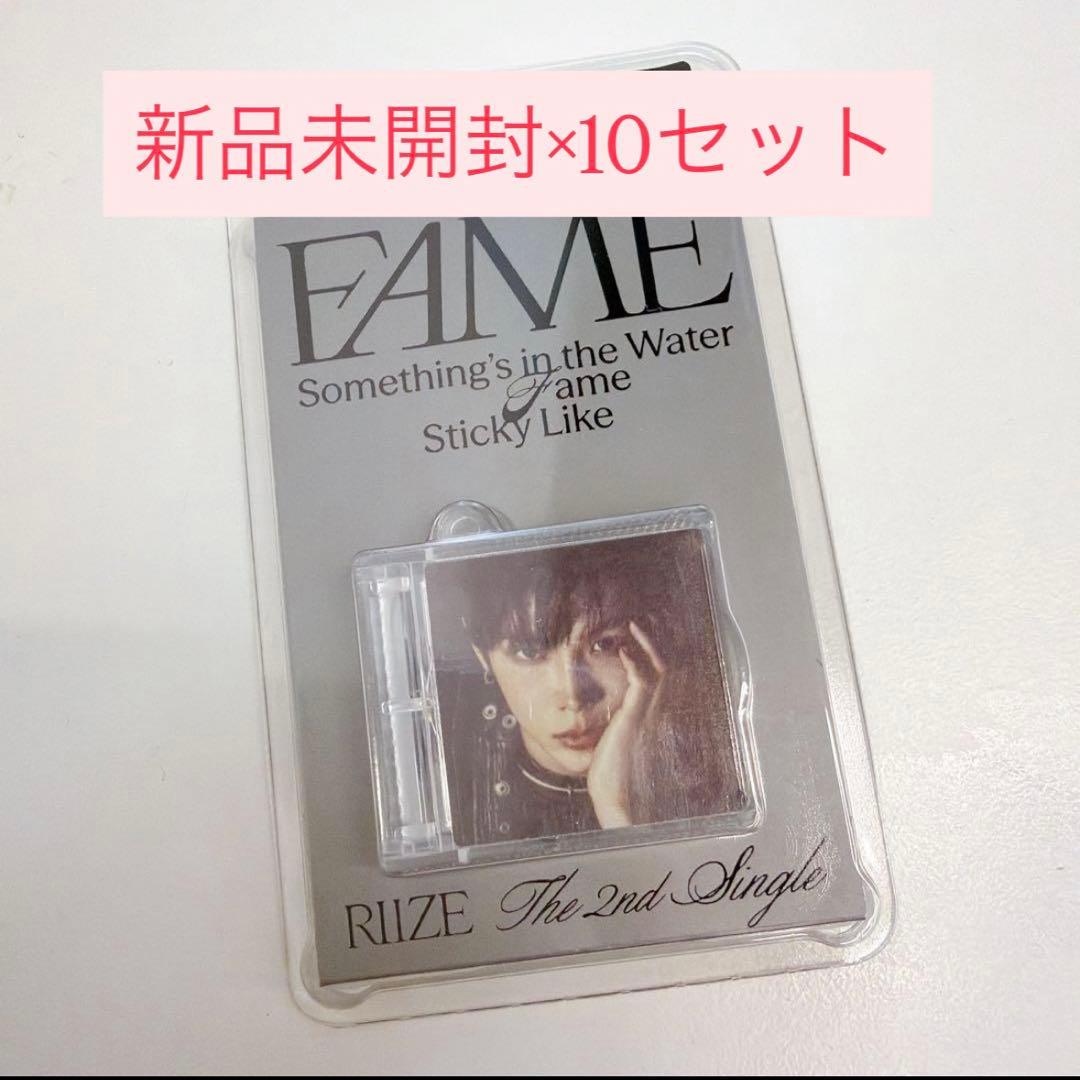 新品未開封×10セット
FAME
Something's in the Water
Fame
Sticky Like
RIIZE The 2nd Single